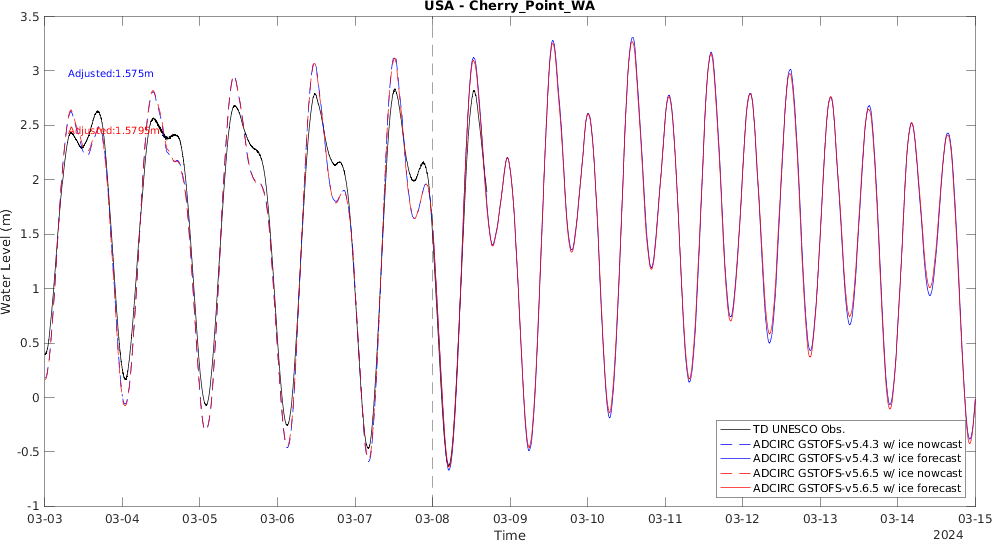 USA - Cherry_Point_WA
3.5
3
2.5
2
1.5
1
0.5
0
-0.5
-1
Water Level (m)
Adjusted:1.575m
Adjusted:1.5795m
TD UNESCO Obs.
ADCIRC GSTOFS-v5.4.3 w/ ice nowcast
ADCIRC GSTOFS-v5.4.3 w/ ice forecast
ADCIRC GSTOFS-v5.6.5 w/ ice nowcast
ADCIRC GSTOFS-v5.6.5 w/ ice forecast
03-03 03-04 03-05 03-06 03-07 03-08 03-09 03-10 03-11 03-12 03-13 03-14 03-15
Time
2024